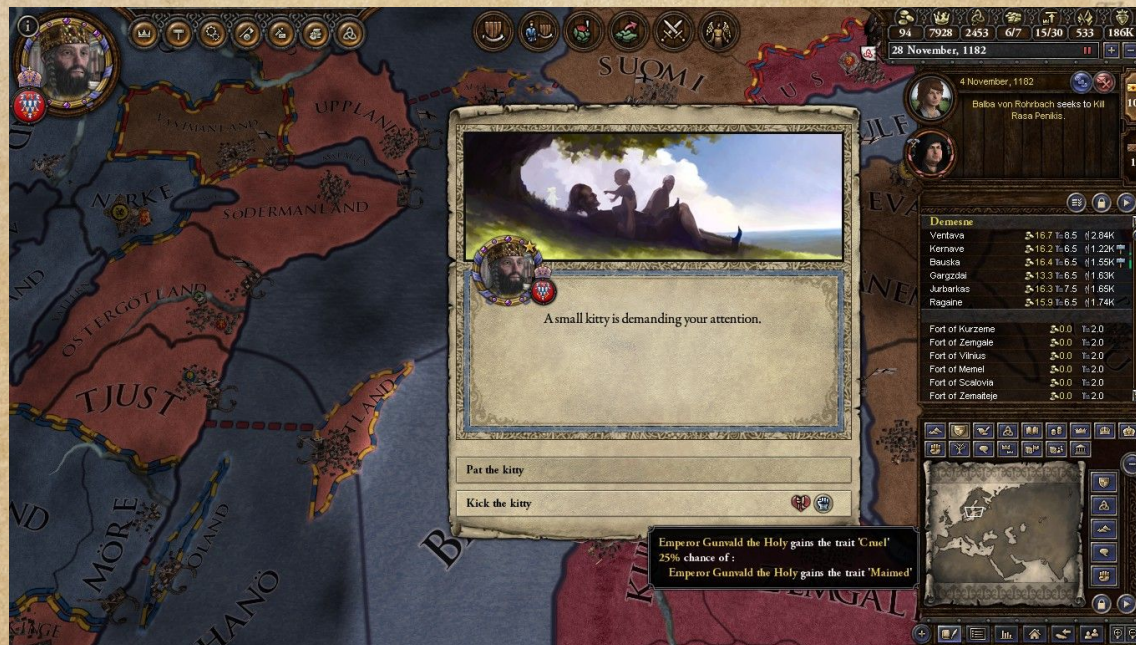 94 7928 2453 6/7 15/30 533 186K
28 November, 1182
4 November, 1182
Balba von Rohrbach seeks to Kill
Rasa Penikis.
SUOMI
UPPLAN
NARKE
SÖDERMANLAND
OSTERGOTLAND
TJUST
TLAND
MÖRE
OLAND
HANÖ
A small kitty is demanding your attention.
Pat the kitty
Kick the kitty
Emperor Gunvald the Holy gains the trait 'Cruel'
25% chance of :
Emperor Gunvald the Holy gains the trait 'Maimed'
Demesne
Ventava 16.7 8.5 2.84K
Kernave 16.2 6.5 1.22K
Bauska 16.4 6.5 1.55K
Gargzdai 13.3 6.5 1.63K
Jurbarkas 16.3 7.5 1.65K
Ragaine 15.9 6.5 1.74K
Fort of Kurzeme 0.0 2.0
Fort of Zemgale 0.0 2.0
Fort of Vilnius 0.0 2.0
Fort of Memel 0.0 2.0
Fort of Scalovia 0.0 2.0
Fort of Zemaiteje 0.0 2.0